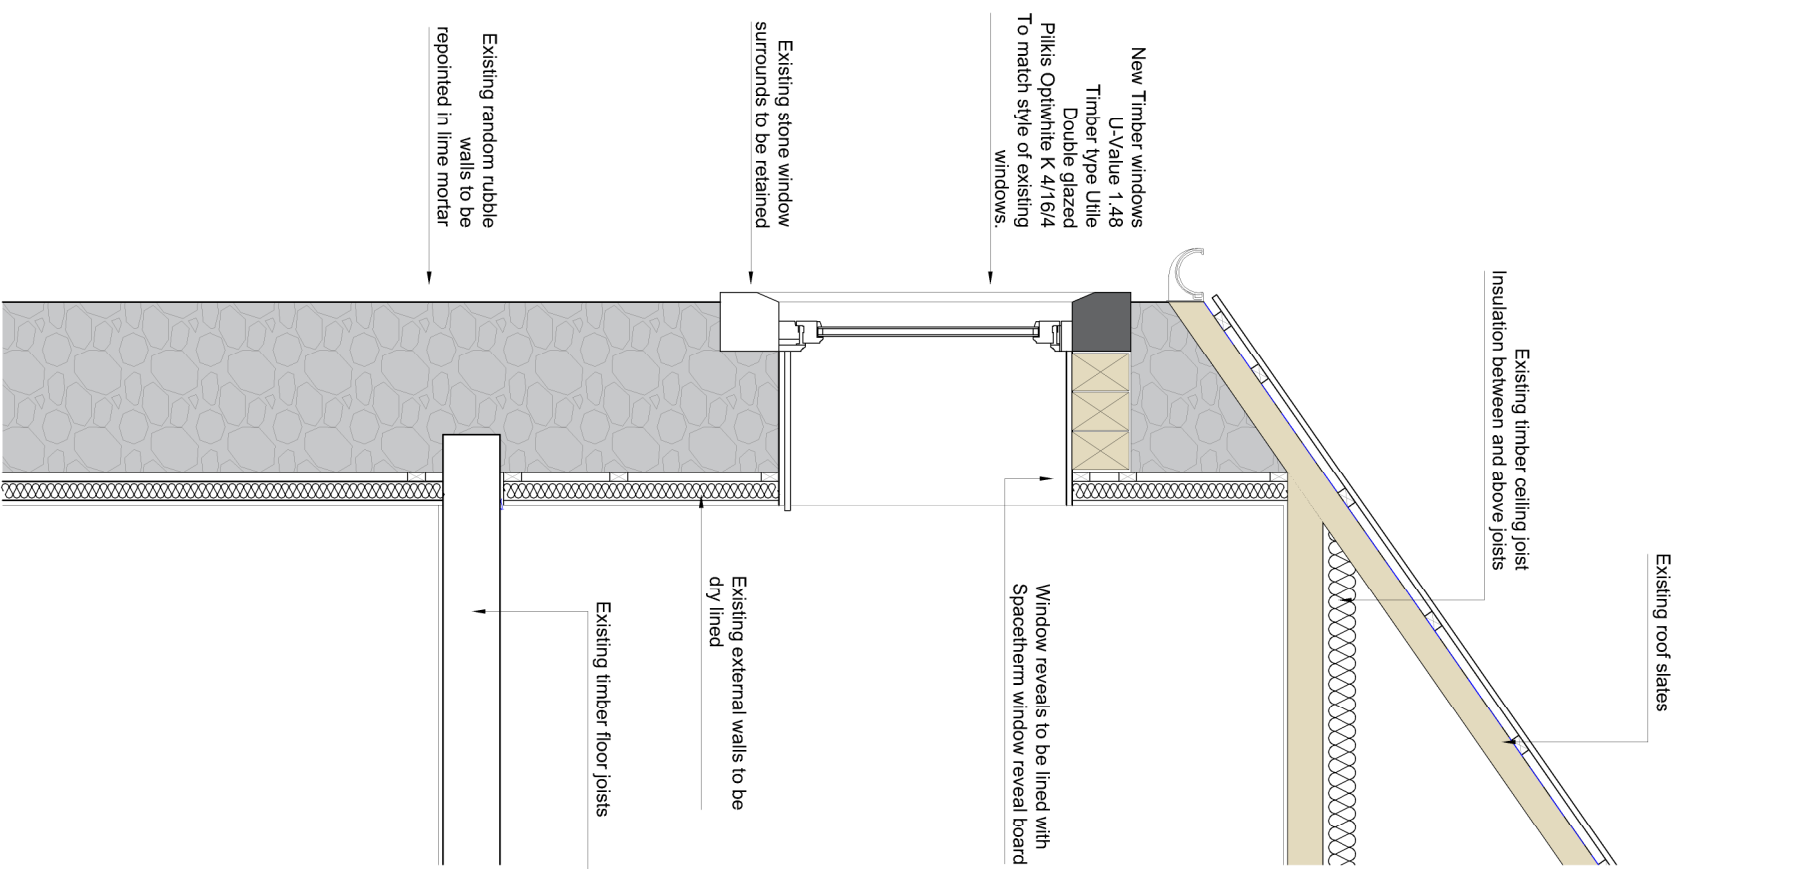 Existing roof slates
Existing timber ceiling joist
Insulation between and above joists
New Timber windows
U-Value 1.48
Timber type Utile
Double glazed
Pilkis Optiwhite K 4/16/4
To match style of existing
windows.
Window reveals to be lined with
Spacetherm window reveal board
Existing stone window
surrounds to be retained
Existing external walls to be
dry lined
Existing timber floor joists
Existing random rubble
walls to be
repointed in lime mortar